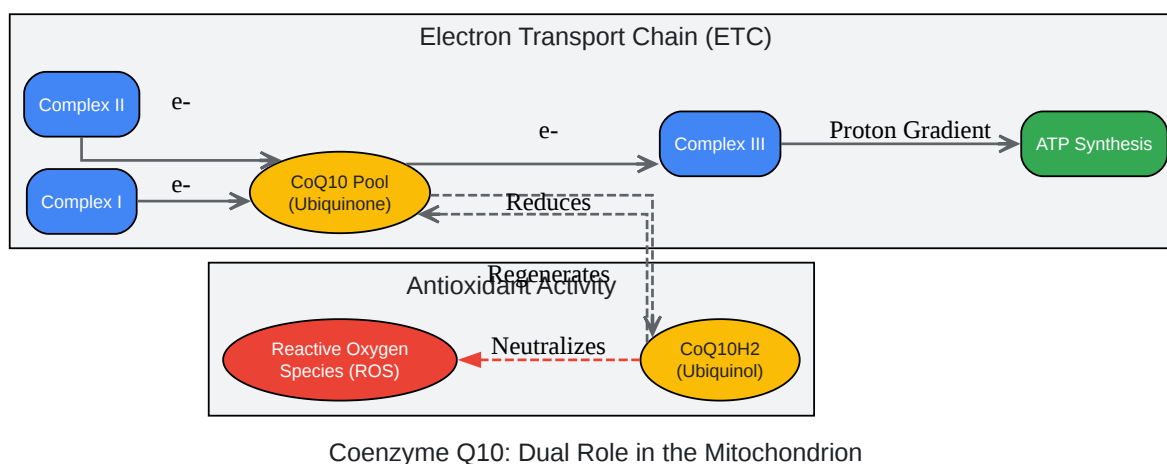 Electron Transport Chain (ETC)
Complex II
e-
e-
Complex III
Proton Gradient
ATP Synthesis
Complex I
e-
CoQ10 Pool
(Ubiquinone)
Reduces
Regenerates
Antioxidant Activity
Reactive Oxygen
Species (ROS)
Neutralizes
CoQ10H2
(Ubiquinol)
Coenzyme Q10: Dual Role in the Mitochondrion